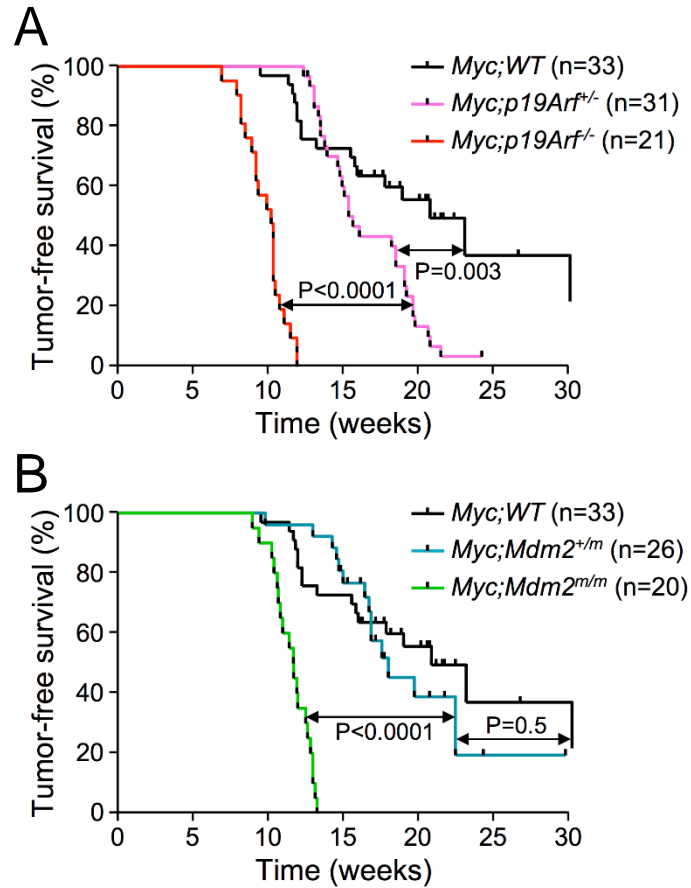 A
Tumor-free survival (%)
100
80
60
40
20
0
Myc;WT (n=33)
Myc;p19Arf+/- (n=31)
Myc;p19Arf-/- (n=21)
P=0.003
P<0.0001
0 5 10 15 20 25 30
Time (weeks)
B
Tumor-free survival (%)
100
80
60
40
20
0
Myc;WT (n=33)
Myc;Mdm2+/m (n=26)
Myc;Mdm2m/m (n=20)
P<0.0001
P=0.5
0 5 10 15 20 25 30
Time (weeks)